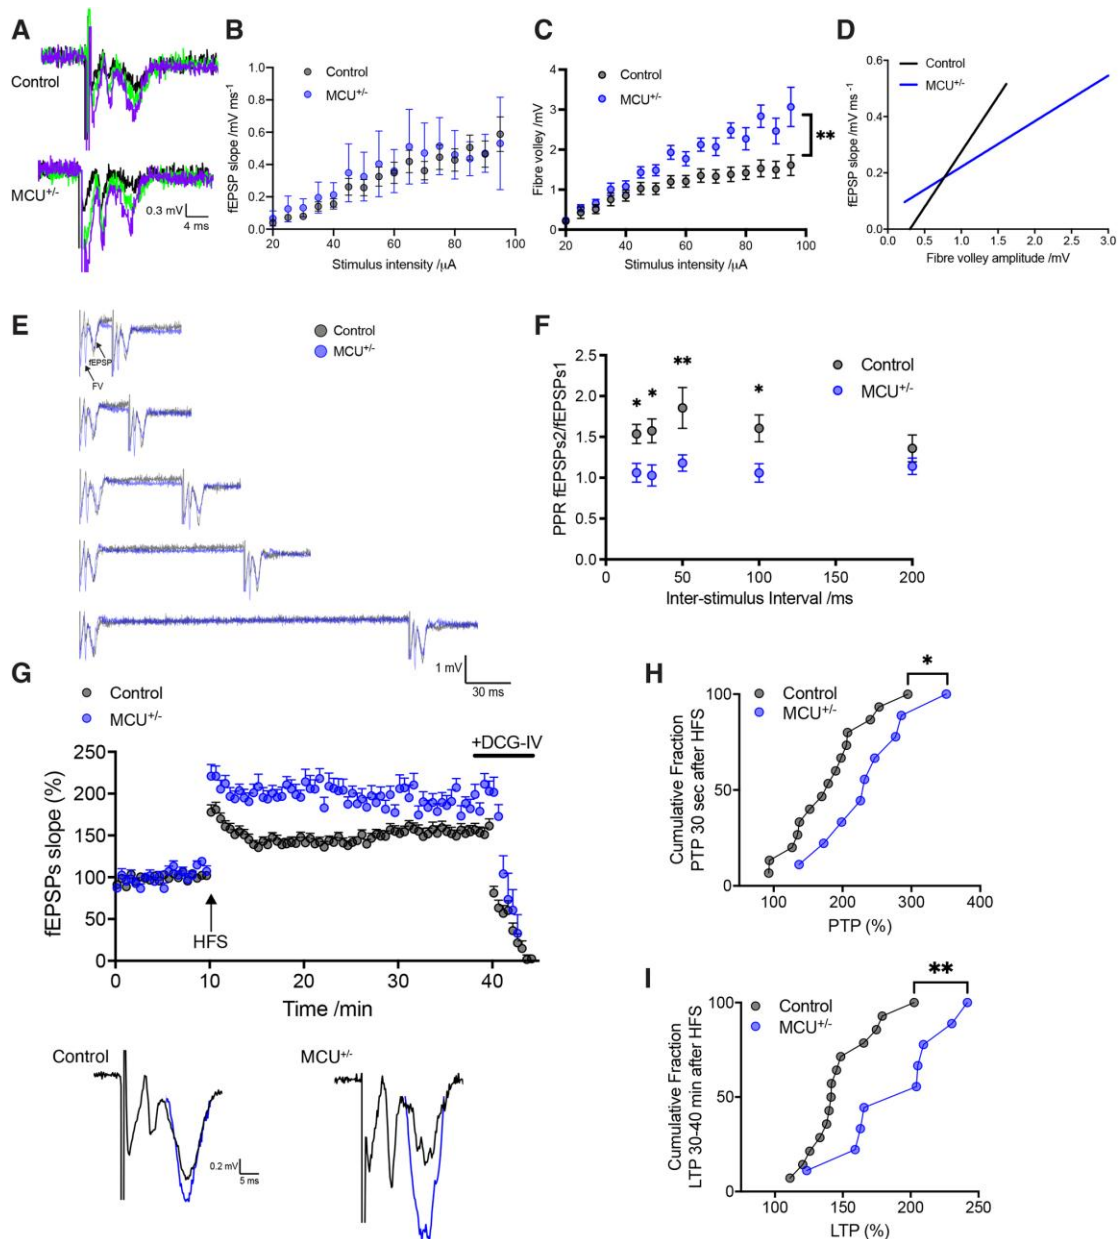 A
Control
MCU+/-
0.3 mV
4 ms
B
Control
MCU+/-
fEPSP slope /mV ms-1
1.0
0.8
0.6
0.4
0.2
0.0
20 40 60 80 100
Stimulus intensity /μA
C
Control
MCU+/-
Fibre volley /mV
4
3
2
1
0
**
20 40 60 80 100
Stimulus intensity /μA
D
Control
MCU+/-
fEPSP slope /mV ms-1
0.6
0.4
0.2
0.0
0.5 1.0 1.5 2.0 2.5 3.0
Fibre volley amplitude /mV
E
Control
MCU+/-
fEPSP
FV
1 mV
30 ms
F
Control
MCU+/-
PPR fEPSPs2/fEPSPs1
2.5
2.0
1.5
1.0
0.5
0.0
* * ** *
0 50 100 150 200
Inter-stimulus Interval /ms
G
Control
MCU+/-
+DCG-IV
fEPSPs slope (%)
250
200
150
100
50
0
HFS
0 10 20 30 40
Time /min
Control
MCU+/-
0.2 mV
5 ms
H
Control
MCU+/-
*
Cumulative Fraction
PTP 30 sec after HFS
100
50
0
100 200 300 400
PTP (%)
I
Control
MCU+/-
**
Cumulative Fraction
LTP 30-40 min after HFS
100
50
0
100 150 200 250
LTP (%)